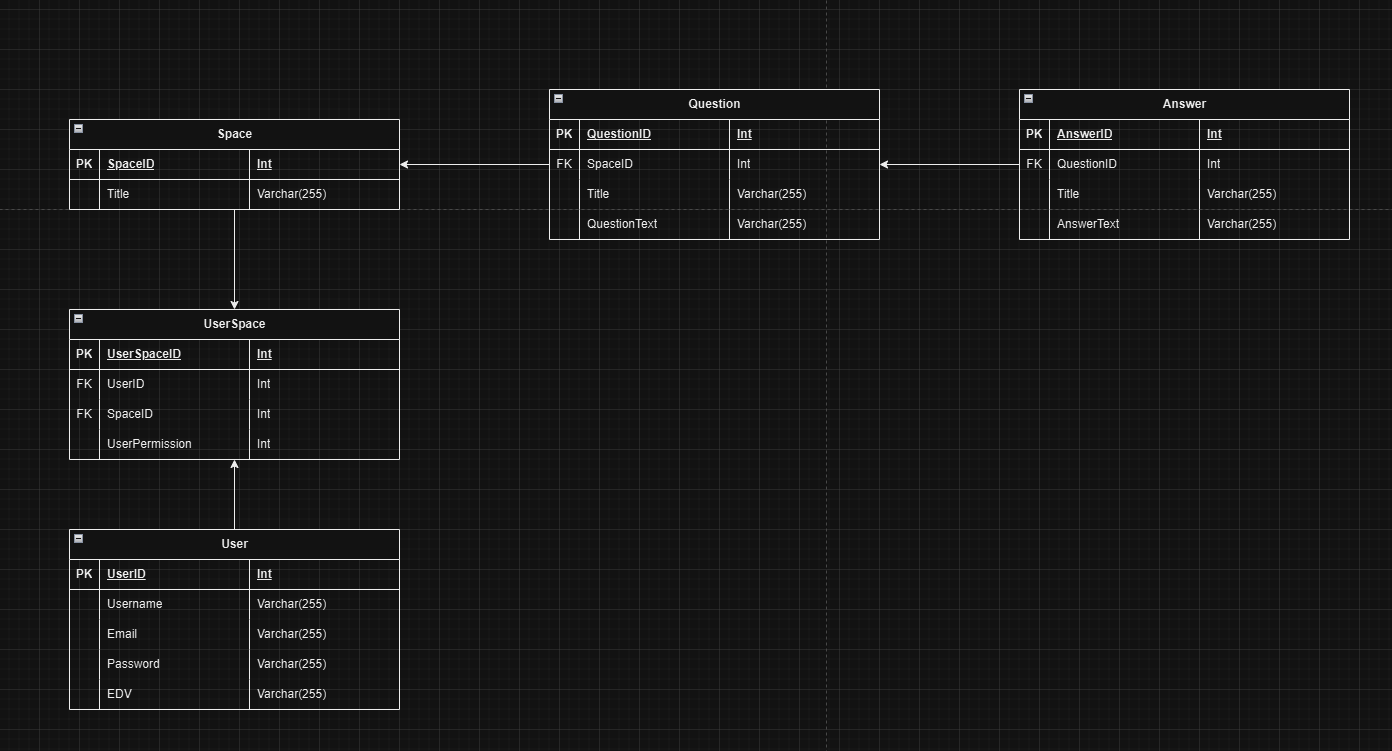 Space
PK SpaceID Int
Title Varchar(255)
Question
PK QuestionID Int
FK SpaceID Int
Title Varchar(255)
QuestionText Varchar(255)
Answer
PK AnswerID Int
FK QuestionID Int
Title Varchar(255)
AnswerText Varchar(255)
UserSpace
PK UserSpaceID Int
FK UserID Int
FK SpaceID Int
UserPermission Int
User
PK UserID Int
Username Varchar(255)
Email Varchar(255)
Password Varchar(255)
EDV Varchar(255)